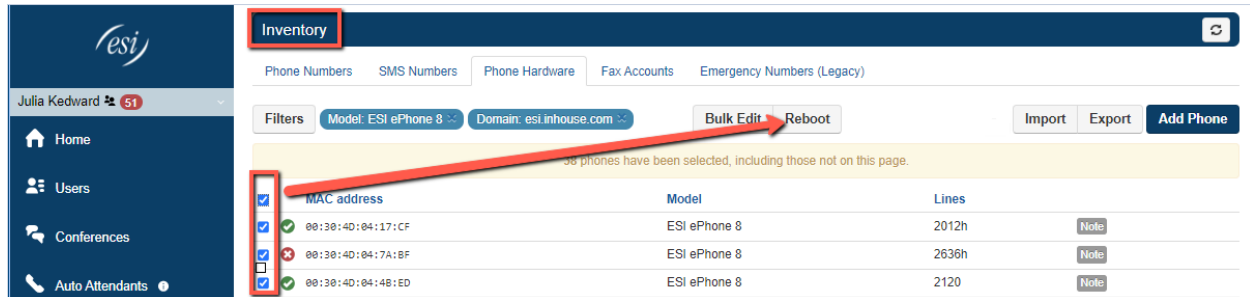 esi
Julia Kedward 51
Home
Users
Conferences
Auto Attendants
Inventory
Phone Numbers SMS Numbers Phone Hardware Fax Accounts Emergency Numbers (Legacy)
Filters Model: ESI ePhone 8 Domain: esi.inhouse.com Bulk Edit Reboot Import Export Add Phone
38 phones have been selected, including those not on this page.
MAC address Model Lines
00:30:4D:04:17:CF ESI ePhone 8 2012h Note
00:30:4D:04:7A:BF ESI ePhone 8 2636h Note
00:30:4D:04:4B:ED ESI ePhone 8 2120 Note